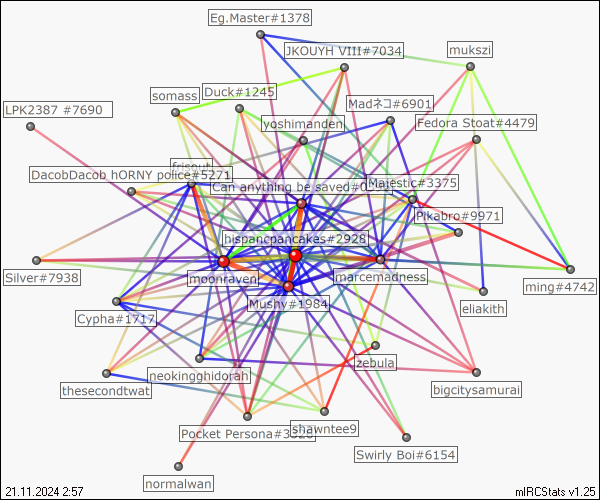 Eg.Master#1378
JKOUYH VIII#7034
mukszi
somass
Duck#1245
Madネコ#6901
LPK2387 #7690
yoshimanden
Fedora Stoat#4479
DacobDacob hORNY police#5271
Majestic#3375
Can anything be saved#0
Pikabro#9971
hispancpancakes#2928
Silver#7938
moonraven
marcemadness
ming#4742
Mushy#1984
eliakith
Cypha#1717
zebula
neokingghidorah
thesecondtwat
bigcitysamurai
Pocket Persona#3
shawntee9
Swirly Boi#6154
normalwan
21.11.2024 2:57
mIRCStats v1.25